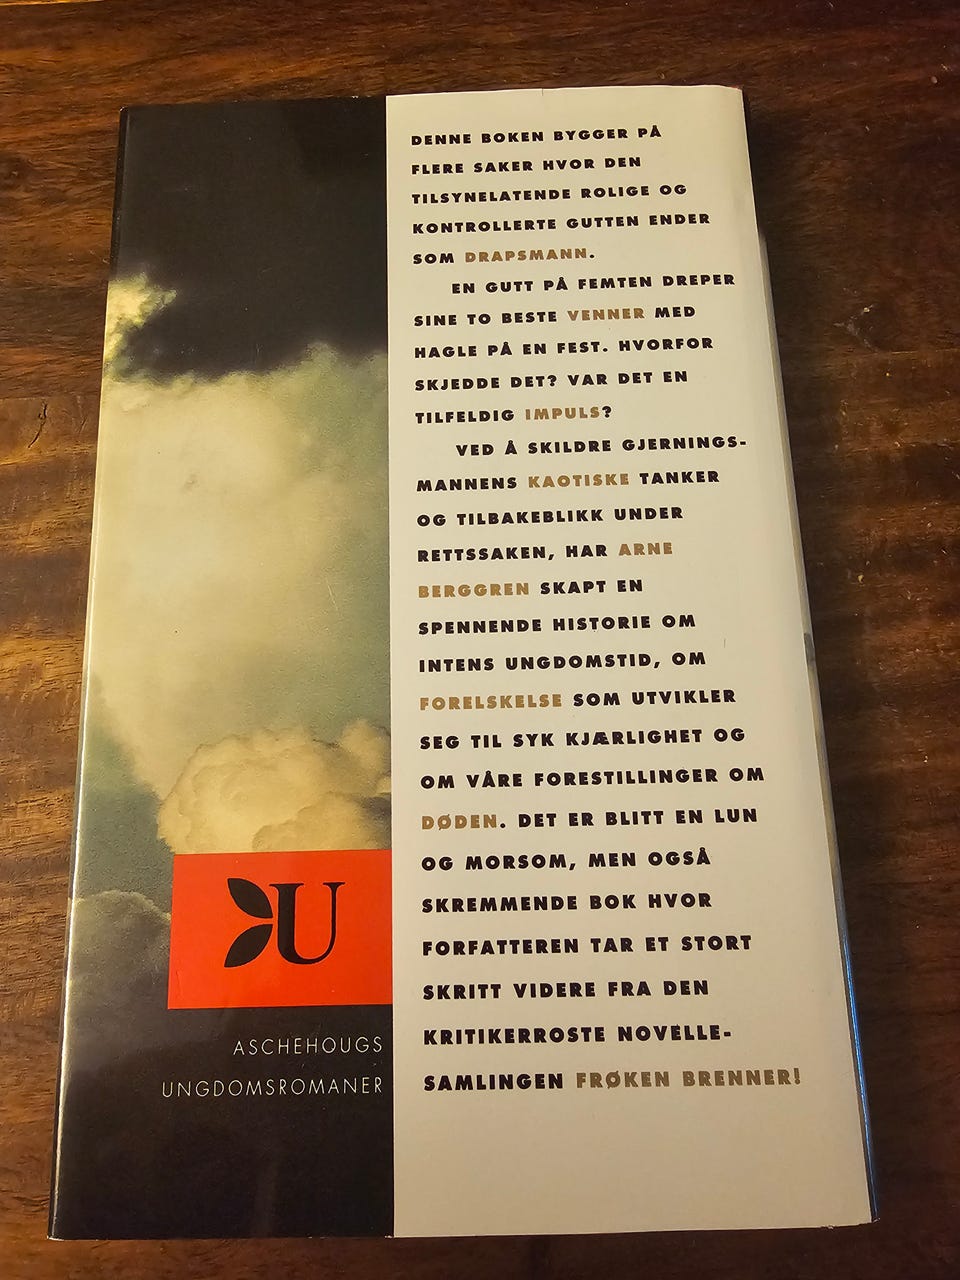 DENNE BOKEN BYGGER PÅ
FLERE SAKER HVOR DEN
TILSYNELATENDE ROLIGE OG
KONTROLLERTE GUTTEN ENDER
SOM DRAPSMANN.
EN GUTT PÅ FEMTEN DREPER
SINE TO BESTE VENNER MED
HAGLE PÅ EN FEST. HVORFOR
SKJEDDE DET? VAR DET EN
TILFELDIG IMPULS?
VED Å SKILDRE GJERNINGS-
MANNENS KAOTISKE TANKER
OG TILBAKEBLIKK UNDER
RETTSSAKEN, HAR ARNE
BERGGREN SKAPT EN
SPENNENDE HISTORIE OM
INTENS UNGDOMSTID, OM
FORELSKELSE SOM UTVIKLER
SEG TIL SYK KJÆRLIGHET OG
OM VÅRE FORESTILLINGER OM
DØDEN. DET ER BLITT EN LUN
OG MORSOM, MEN OGSÅ
SKREMMENDE BOK HVOR
FORFATTEREN TAR ET STORT
SKRITT VIDERE FRA DEN
KRITIKERROSTE NOVELLE-
SAMLINGEN FRØKEN BRENNER!
U
ASCHEHOUGS
UNGDOMSROMANER